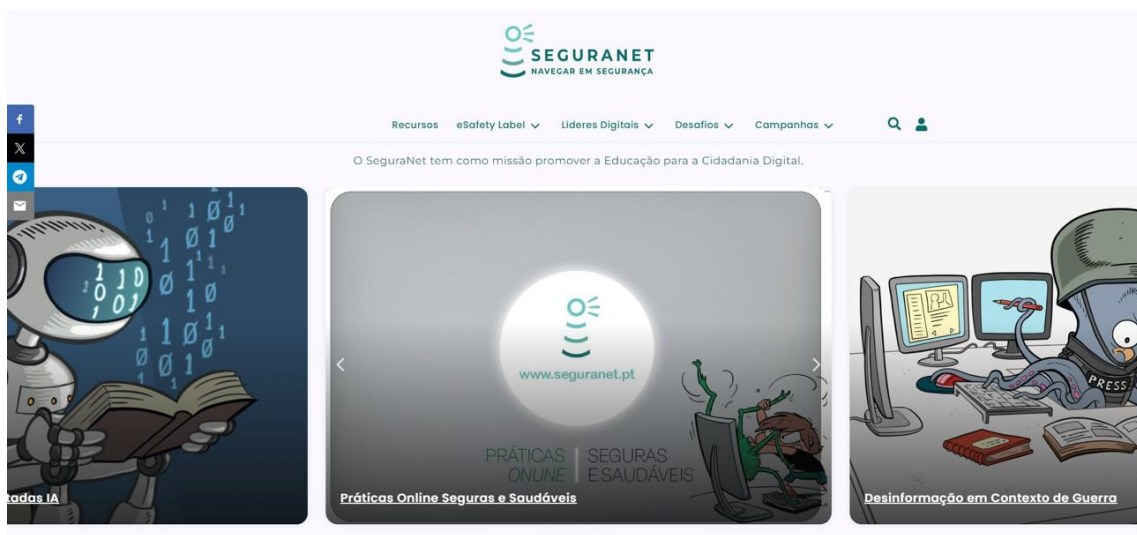 SEGURANET
NAVEGAR EM SEGURANÇA
Recursos eSafety Label Líderes Digitais Desafios Campanhas
O SeguraNet tem como missão promover a Educação para a Cidadania Digital.
www.seguranet.pt
PRÁTICAS SEGURAS
ONLINE E SAUDÁVEIS
PRESS
tadas IA
Práticas Online Seguras e Saudáveis
Desinformação em Contexto de Guerra